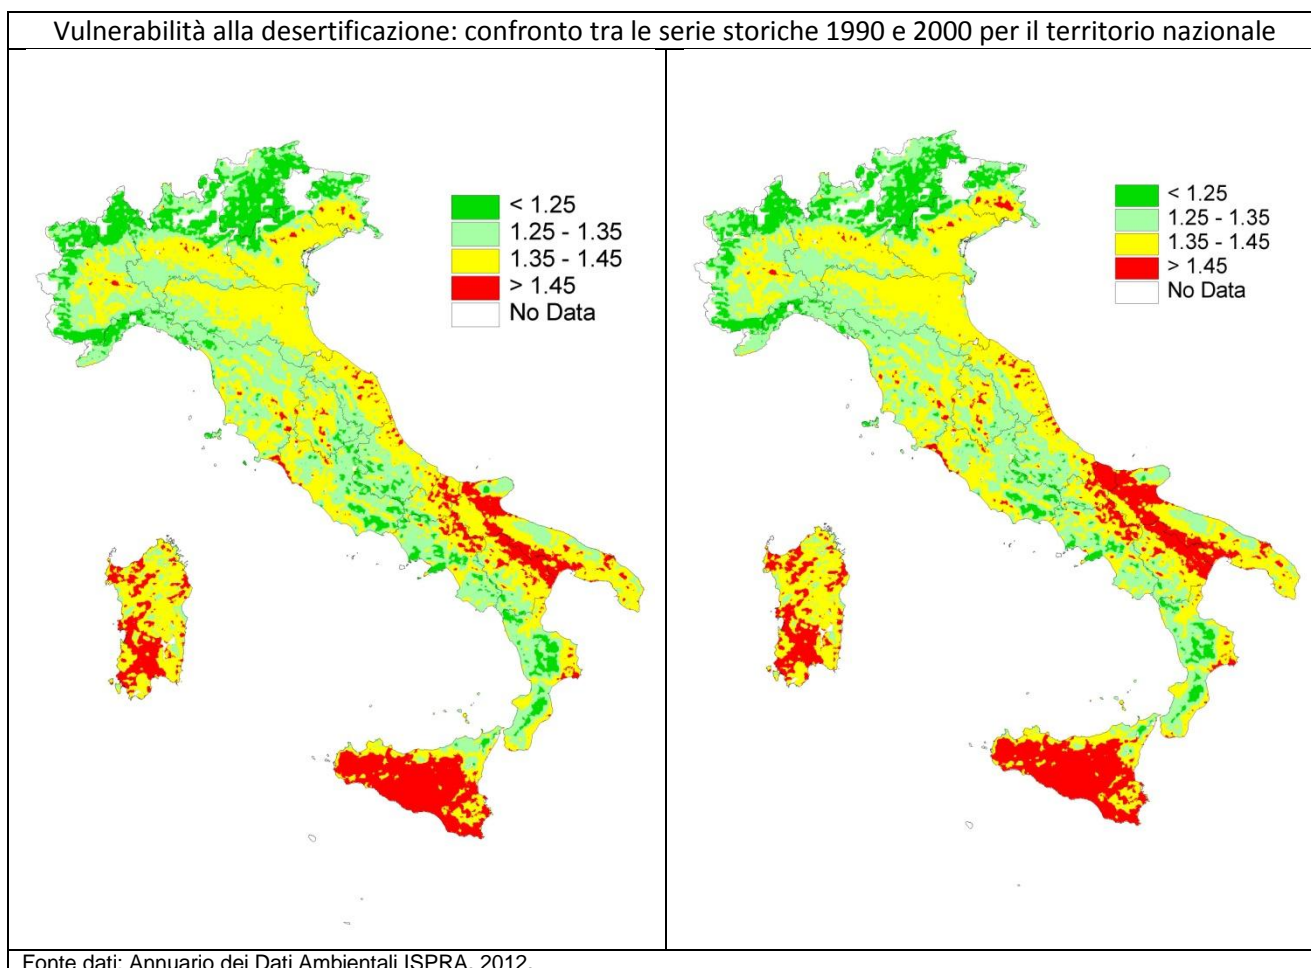 Vulnerabilità alla desertificazione: confronto tra le serie storiche 1990 e 2000 per il territorio nazionale
< 1.25
1.25 - 1.35
1.35 - 1.45
> 1.45
No Data
< 1.25
1.25 - 1.35
1.35 - 1.45
> 1.45
No Data
Fonte dati: Annuario dei Dati Ambientali ISPRA, 2012.